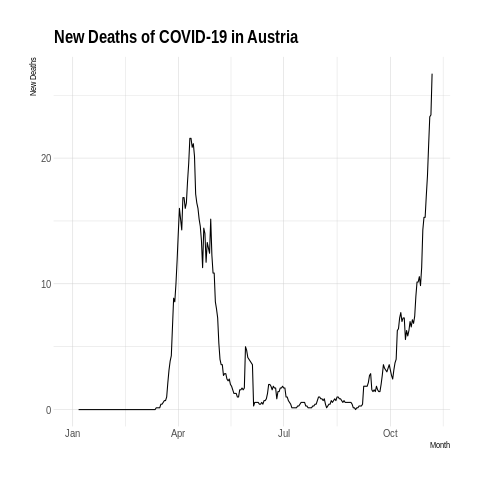 New Deaths of COVID-19 in Austria
New Deaths
20
10
0
Jan Apr Jul Oct
Month